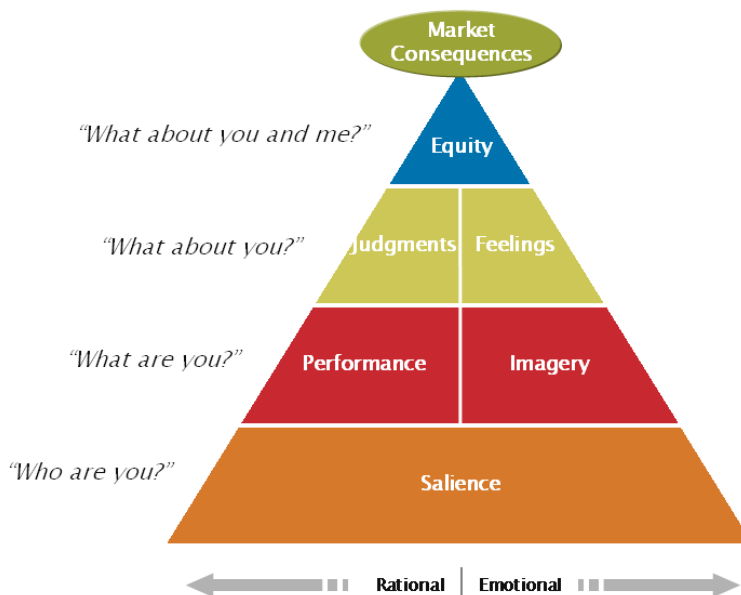 Market
Consequences
“What about you and me?”
Equity
“What about you?”
Judgments
Feelings
“What are you?”
Performance
Imagery
“Who are you?”
Salience
Rational
Emotional